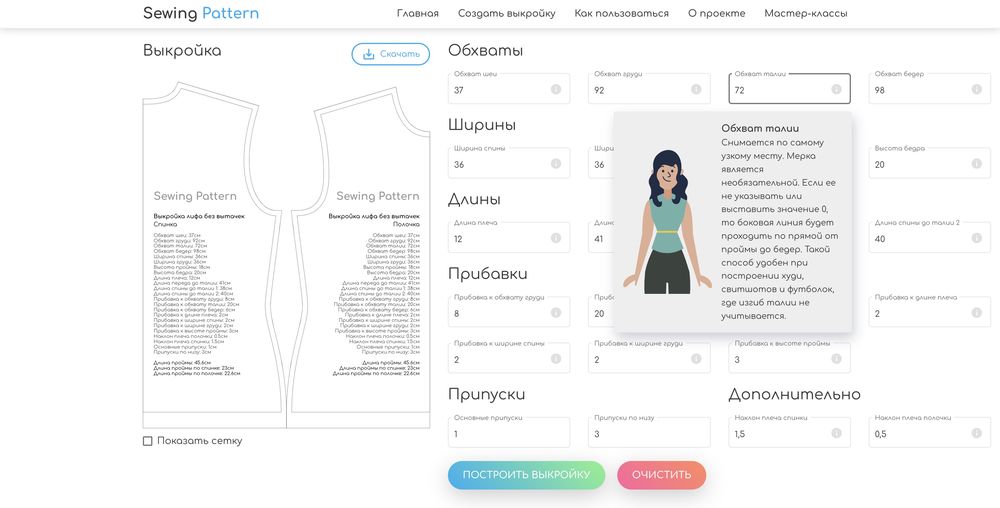 Sewing Pattern
Главная
Создать выкройку
Как пользоваться
О проекте
Мастер-классы
Выкройка
Скачать
Sewing Pattern
Выкройка лифа без вытачек
Спинка
Обхват шеи: 37см
Обхват груди: 92см
Обхват талии: 72см
Обхват бедер: 98см
Ширина спины: 36см
Ширина груди: 36см
Высота проймы: 18см
Высота бедра: 20см
Длина плеча: 12см
Длина переда до талии: 41см
Длина спины до талии 1: 38см
Длина спины до талии 2: 40см
Прибавка к обхвату груди: 8см
Прибавка к обхвату талии: 20см
Прибавка к обхвату бедер: 6см
Прибавка к длине плеча: 2см
Прибавка к ширине спины: 2см
Прибавка к ширине груди: 2см
Прибавка к высоте проймы: 3см
Наклон плеча полочки: 0.5см
Наклон плеча спинки: 1.5см
Основные припуски: 1см
Припуски по низу: 3см
Длина проймы: 45.6см
Длина проймы по спинке: 23см
Длина проймы по полочке: 22.6см
Sewing Pattern
Выкройка лифа без вытачек
Полочка
Обхват шеи: 37см
Обхват груди: 92см
Обхват талии: 72см
Обхват бедер: 98см
Ширина спины: 36см
Ширина груди: 36см
Высота проймы: 18см
Высота бедра: 20см
Длина плеча: 12см
Длина переда до талии: 41см
Длина спины до талии 1: 38см
Длина спины до талии 2: 40см
Прибавка к обхвату груди: 8см
Прибавка к обхвату талии: 20см
Прибавка к обхвату бедер: 6см
Прибавка к длине плеча: 2см
Прибавка к ширине спины: 2см
Прибавка к ширине груди: 2см
Прибавка к высоте проймы: 3см
Наклон плеча полочки: 0.5см
Наклон плеча спинки: 1.5см
Основные припуски: 1см
Припуски по низу: 3см
Длина проймы: 45.6см
Длина проймы по спинке: 23см
Длина проймы по полочке: 22.6см
Показать сетку
Обхваты
Обхват шеи
37
Обхват груди
92
Обхват талии
72
Обхват бедер
98
Обхват талии
Снимается по самому
узкому месту. Мерка
является
необязательной. Если ее
не указывать или
выставить значение 0,
то боковая линия будет
проходить по прямой от
проймы до бедер. Такой
способ удобен при
построении худи,
свитшотов и футболок,
где изгиб талии не
учитывается.
Ширины
Ширина спины
36
36
Высота бедра
20
Длины
Длина плеча
12
41
Длина спины до талии 2
40
Прибавки
Прибавка к обхвату груди
8
20
Прибавка к длине плеча
2
Прибавка к ширине спины
2
Прибавка к ширине груди
2
Прибавка к высоте проймы
3
Припуски
Основные припуски
1
Припуски по низу
3
Дополнительно
Наклон плеча спинки
1,5
Наклон плеча полочки
0,5
ПОСТРОИТЬ ВЫКРОЙКУ
ОЧИСТИТЬ